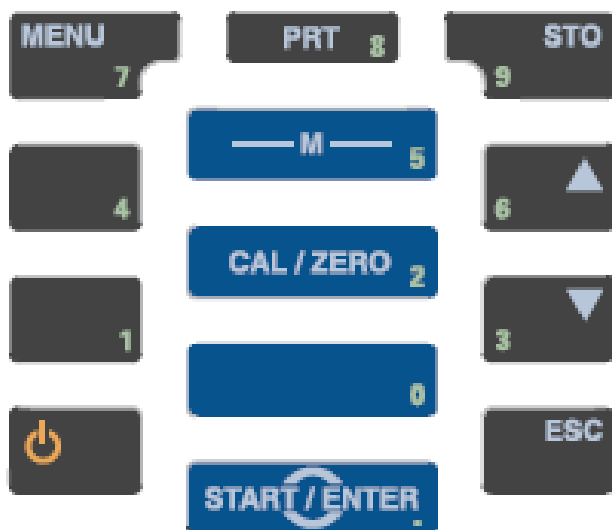 MENU 7
PRT 8
STO 9
4
M 5
6
1
CAL / ZERO 2
3
0
ESC
START / ENTER .